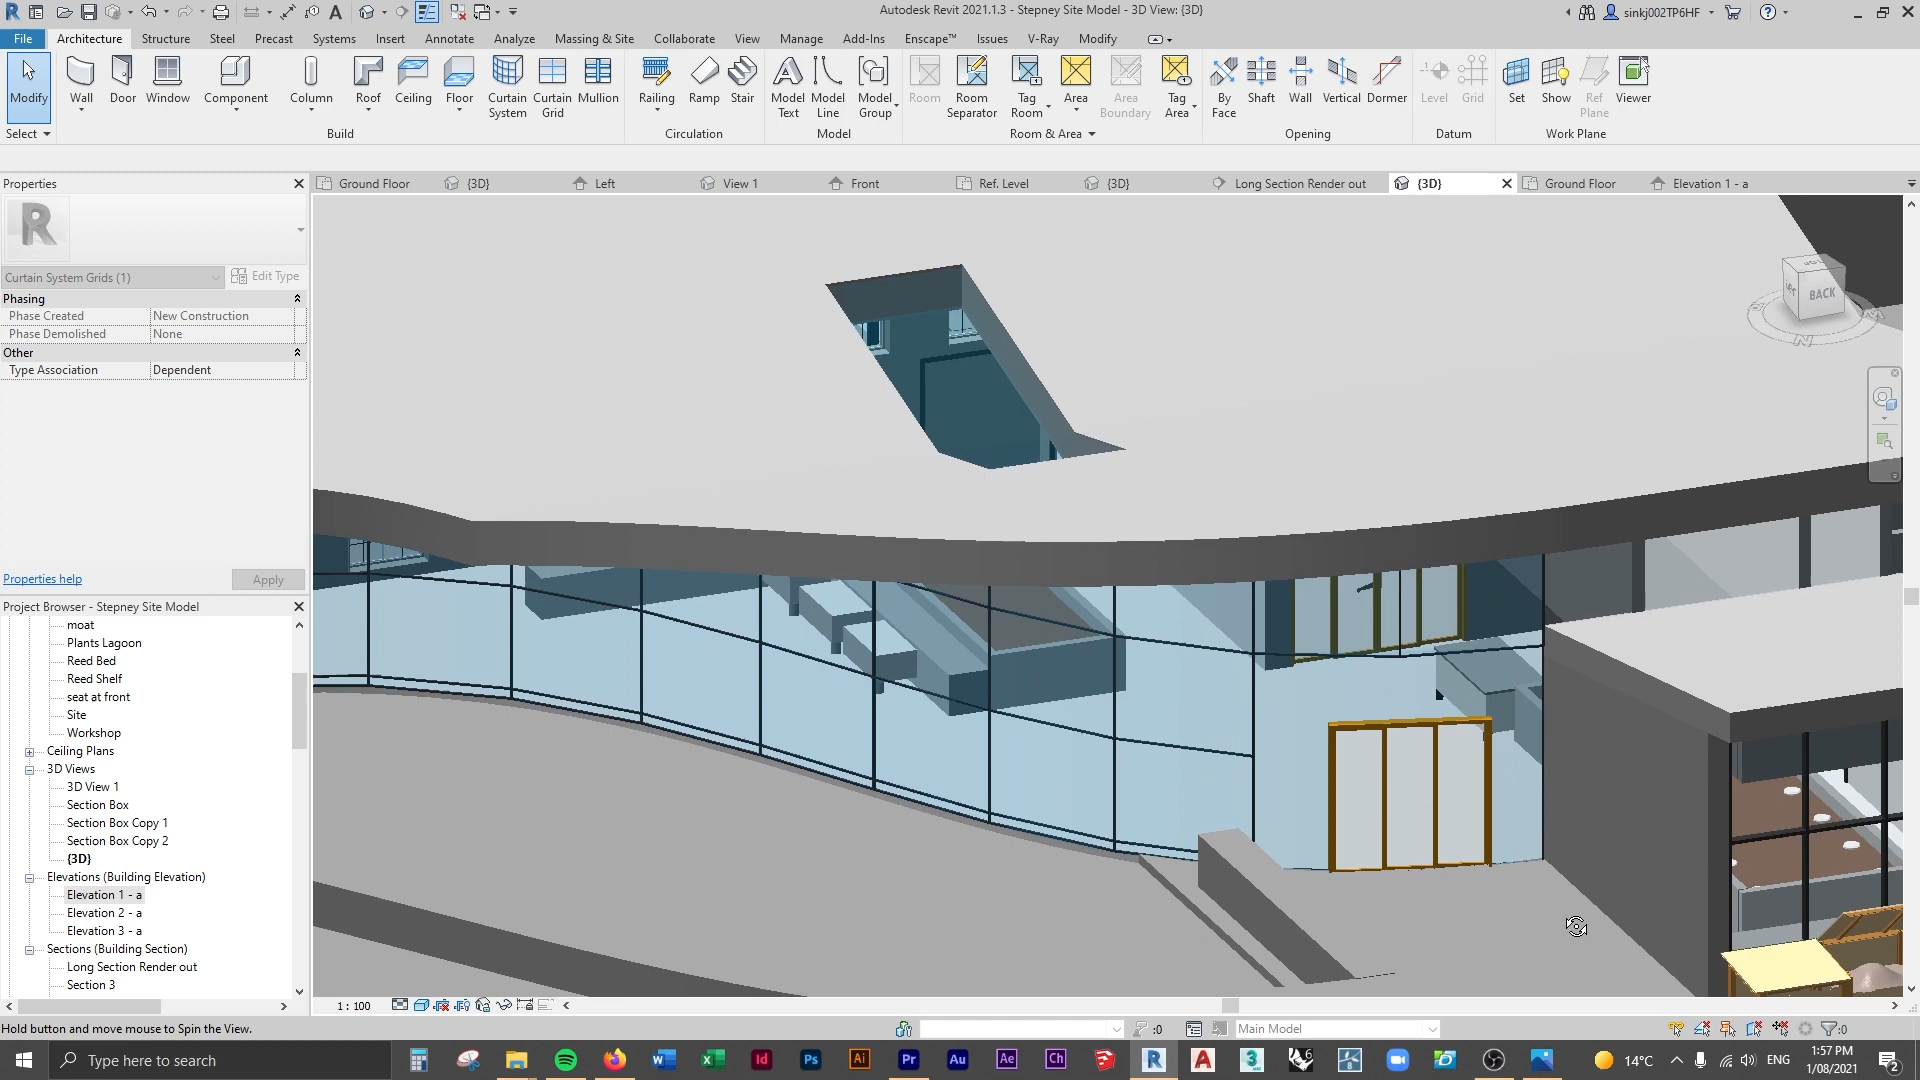 Autodesk Revit 2021.1.3 - Stepney Site Model - 3D View: {3D}
sinkj002TP6HF
File Architecture Structure Steel Precast Systems Insert Annotate Analyze Massing & Site Collaborate View Manage Add-Ins Enscape™ Issues V-Ray Modify
Modify Wall Door Window Component Column Roof Ceiling Floor Curtain System Curtain Grid Mullion Railing Ramp Stair Model Text Model Line Model Group Room Room Separator Tag Room Area Area Boundary Tag Area By Face Shaft Wall Vertical Dormer Level Grid Set Show Ref Plane Viewer
Select Build Circulation Model Room & Area Opening Datum Work Plane
Properties
Ground Floor {3D} Left View 1 Front Ref. Level {3D} Long Section Render out {3D} Ground Floor Elevation 1 - a
R
Curtain System Grids (1) Edit Type
Phasing
Phase Created New Construction
Phase Demolished None
Other
Type Association Dependent
BACK
N
Properties help Apply
Project Browser - Stepney Site Model
moat
Plants Lagoon
Reed Bed
Reed Shelf
seat at front
Site
Workshop
Ceiling Plans
3D Views
3D View 1
Section Box
Section Box Copy 1
Section Box Copy 2
{3D}
Elevations (Building Elevation)
Elevation 1 - a
Elevation 2 - a
Elevation 3 - a
Sections (Building Section)
Long Section Render out
Section 3
1 : 100
Hold button and move mouse to Spin the View. :0 Main Model :0
Type here to search
14°C ENG
1:57 PM
1/08/2021